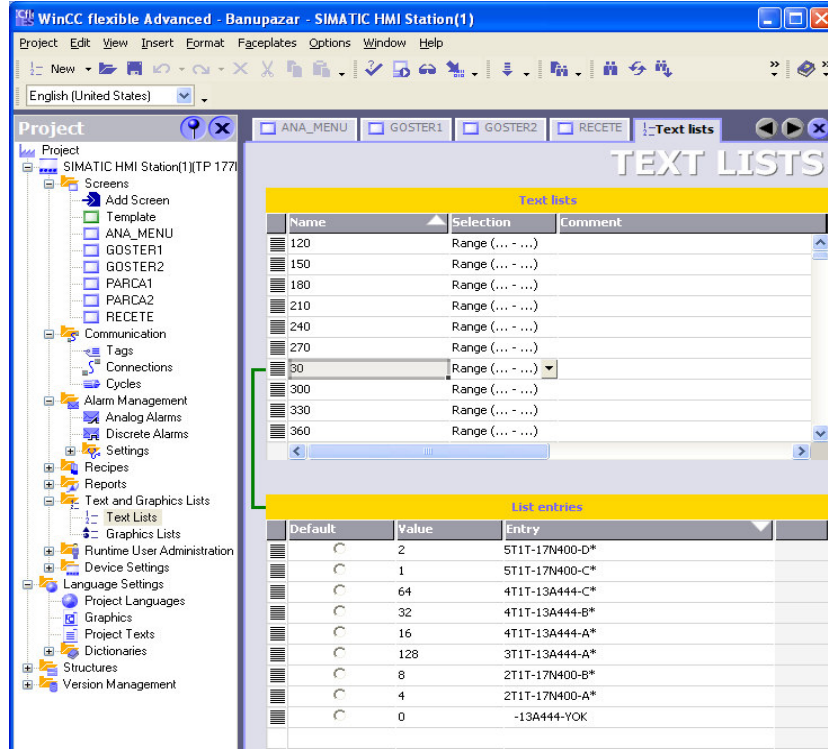 WinCC flexible Advanced - Banupazar - SIMATIC HMI Station(1)
Project Edit View Insert Format Faceplates Options Window Help
New
English (United States)
Project
Project
SIMATIC HMI Station(1)(TP 177
Screens
Add Screen
Template
ANA_MENU
GOSTER1
GOSTER2
PARCA1
PARCA2
RECETE
Communication
Tags
Connections
Cycles
Alarm Management
Analog Alarms
Discrete Alarms
Settings
Recipes
Reports
Text and Graphics Lists
Text Lists
Graphics Lists
Runtime User Administration
Device Settings
Language Settings
Project Languages
Graphics
Project Texts
Dictionaries
Structures
Version Management
ANA_MENU GOSTER1 GOSTER2 RECETE Text lists
TEXT LISTS
Text lists
Name Selection Comment
120 Range (... - ...)
150 Range (... - ...)
180 Range (... - ...)
210 Range (... - ...)
240 Range (... - ...)
270 Range (... - ...)
30 Range (... - ...)
300 Range (... - ...)
330 Range (... - ...)
360 Range (... - ...)
List entries
Default Value Entry
2 5T1T-17N400-D*
1 5T1T-17N400-C*
64 4T1T-13A444-C*
32 4T1T-13A444-B*
16 4T1T-13A444-A*
128 3T1T-13A444-A*
8 2T1T-17N400-B*
4 2T1T-17N400-A*
0 -13A444-YOK